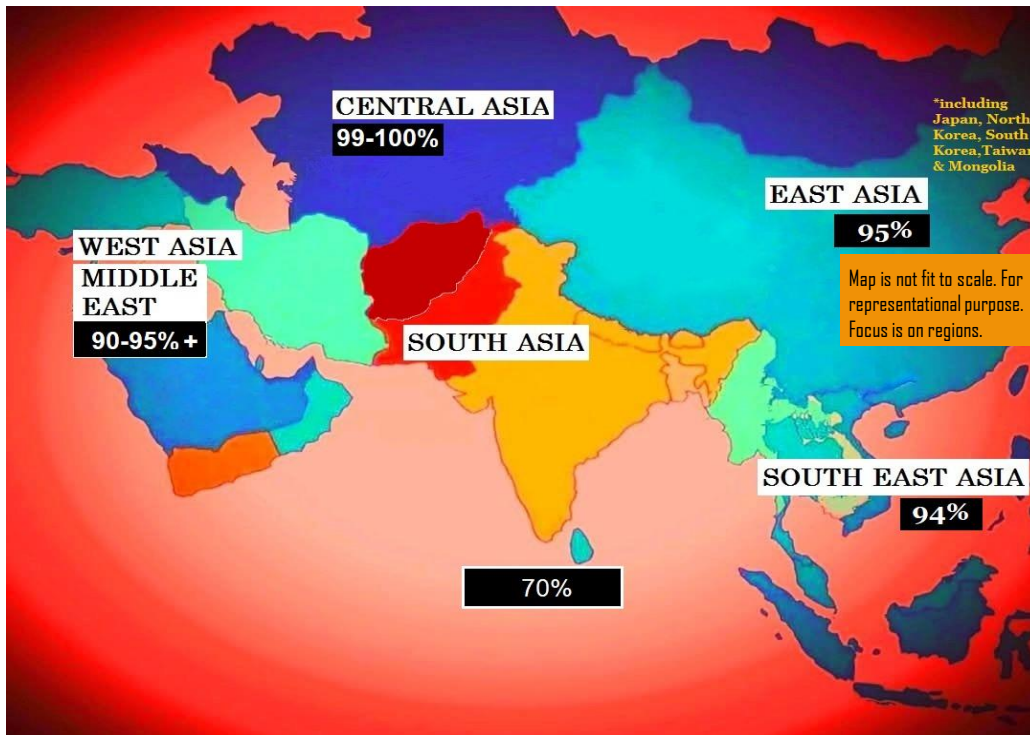 CENTRAL ASIA
99-100%
*including
Japan, North
Korea, South
Korea,Taiwan
& Mongolia
EAST ASIA
95%
WEST ASIA
MIDDLE
EAST
90-95% +
Map is not fit to scale. For
representational purpose.
Focus is on regions.
SOUTH ASIA
SOUTH EAST ASIA
94%
70%